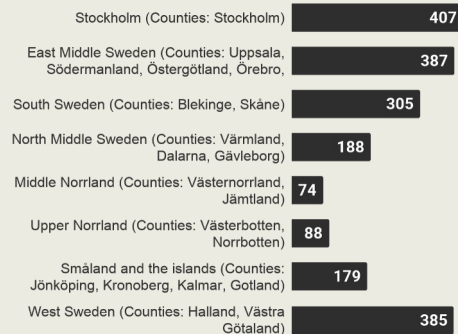 Stockholm (Counties: Stockholm)
407
East Middle Sweden (Counties: Uppsala,
Södermanland, Östergötland, Örebro,
387
South Sweden (Counties: Blekinge, Skåne)
305
North Middle Sweden (Counties: Värmland,
Dalarna, Gävleborg)
188
Middle Norrland (Counties: Västernorrland,
Jämtland)
74
Upper Norrland (Counties: Västerbotten,
Norrbotten)
88
Småland and the islands (Counties:
Jönköping, Kronoberg, Kalmar, Gotland)
179
West Sweden (Counties: Halland, Västra
Götaland)
385